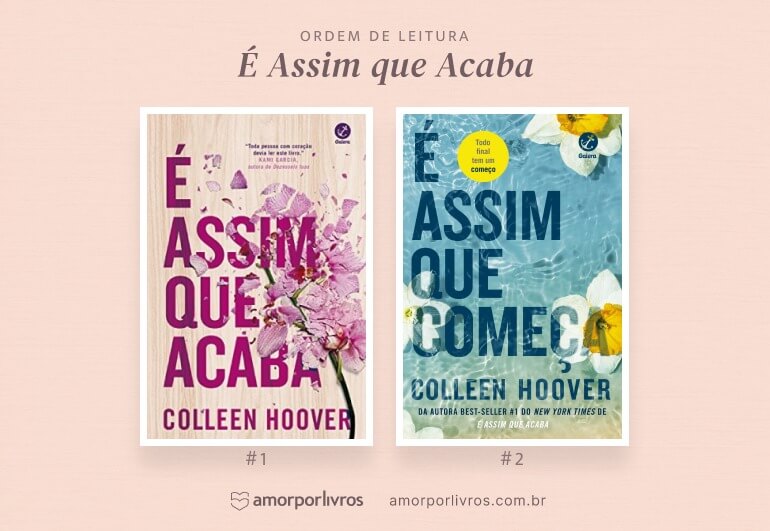 ORDEM DE LEITURA
É Assim que Acaba
"Toda pessoa com coração
devia ler este livro."
KAMI GARCIA,
autora de Dezesseis luas
Galera
É
ASSIM
QUE
ACABA
COLLEEN HOOVER
#1
Todo
final
tem um
começo
Galera
É
ASSIM
QUE
COMEÇA
COLLEEN HOOVER
DA AUTORA BEST-SELLER #1 DO NEW YORK TIMES DE
É ASSIM QUE ACABA
#2
amorporlivros amorporlivros.com.br